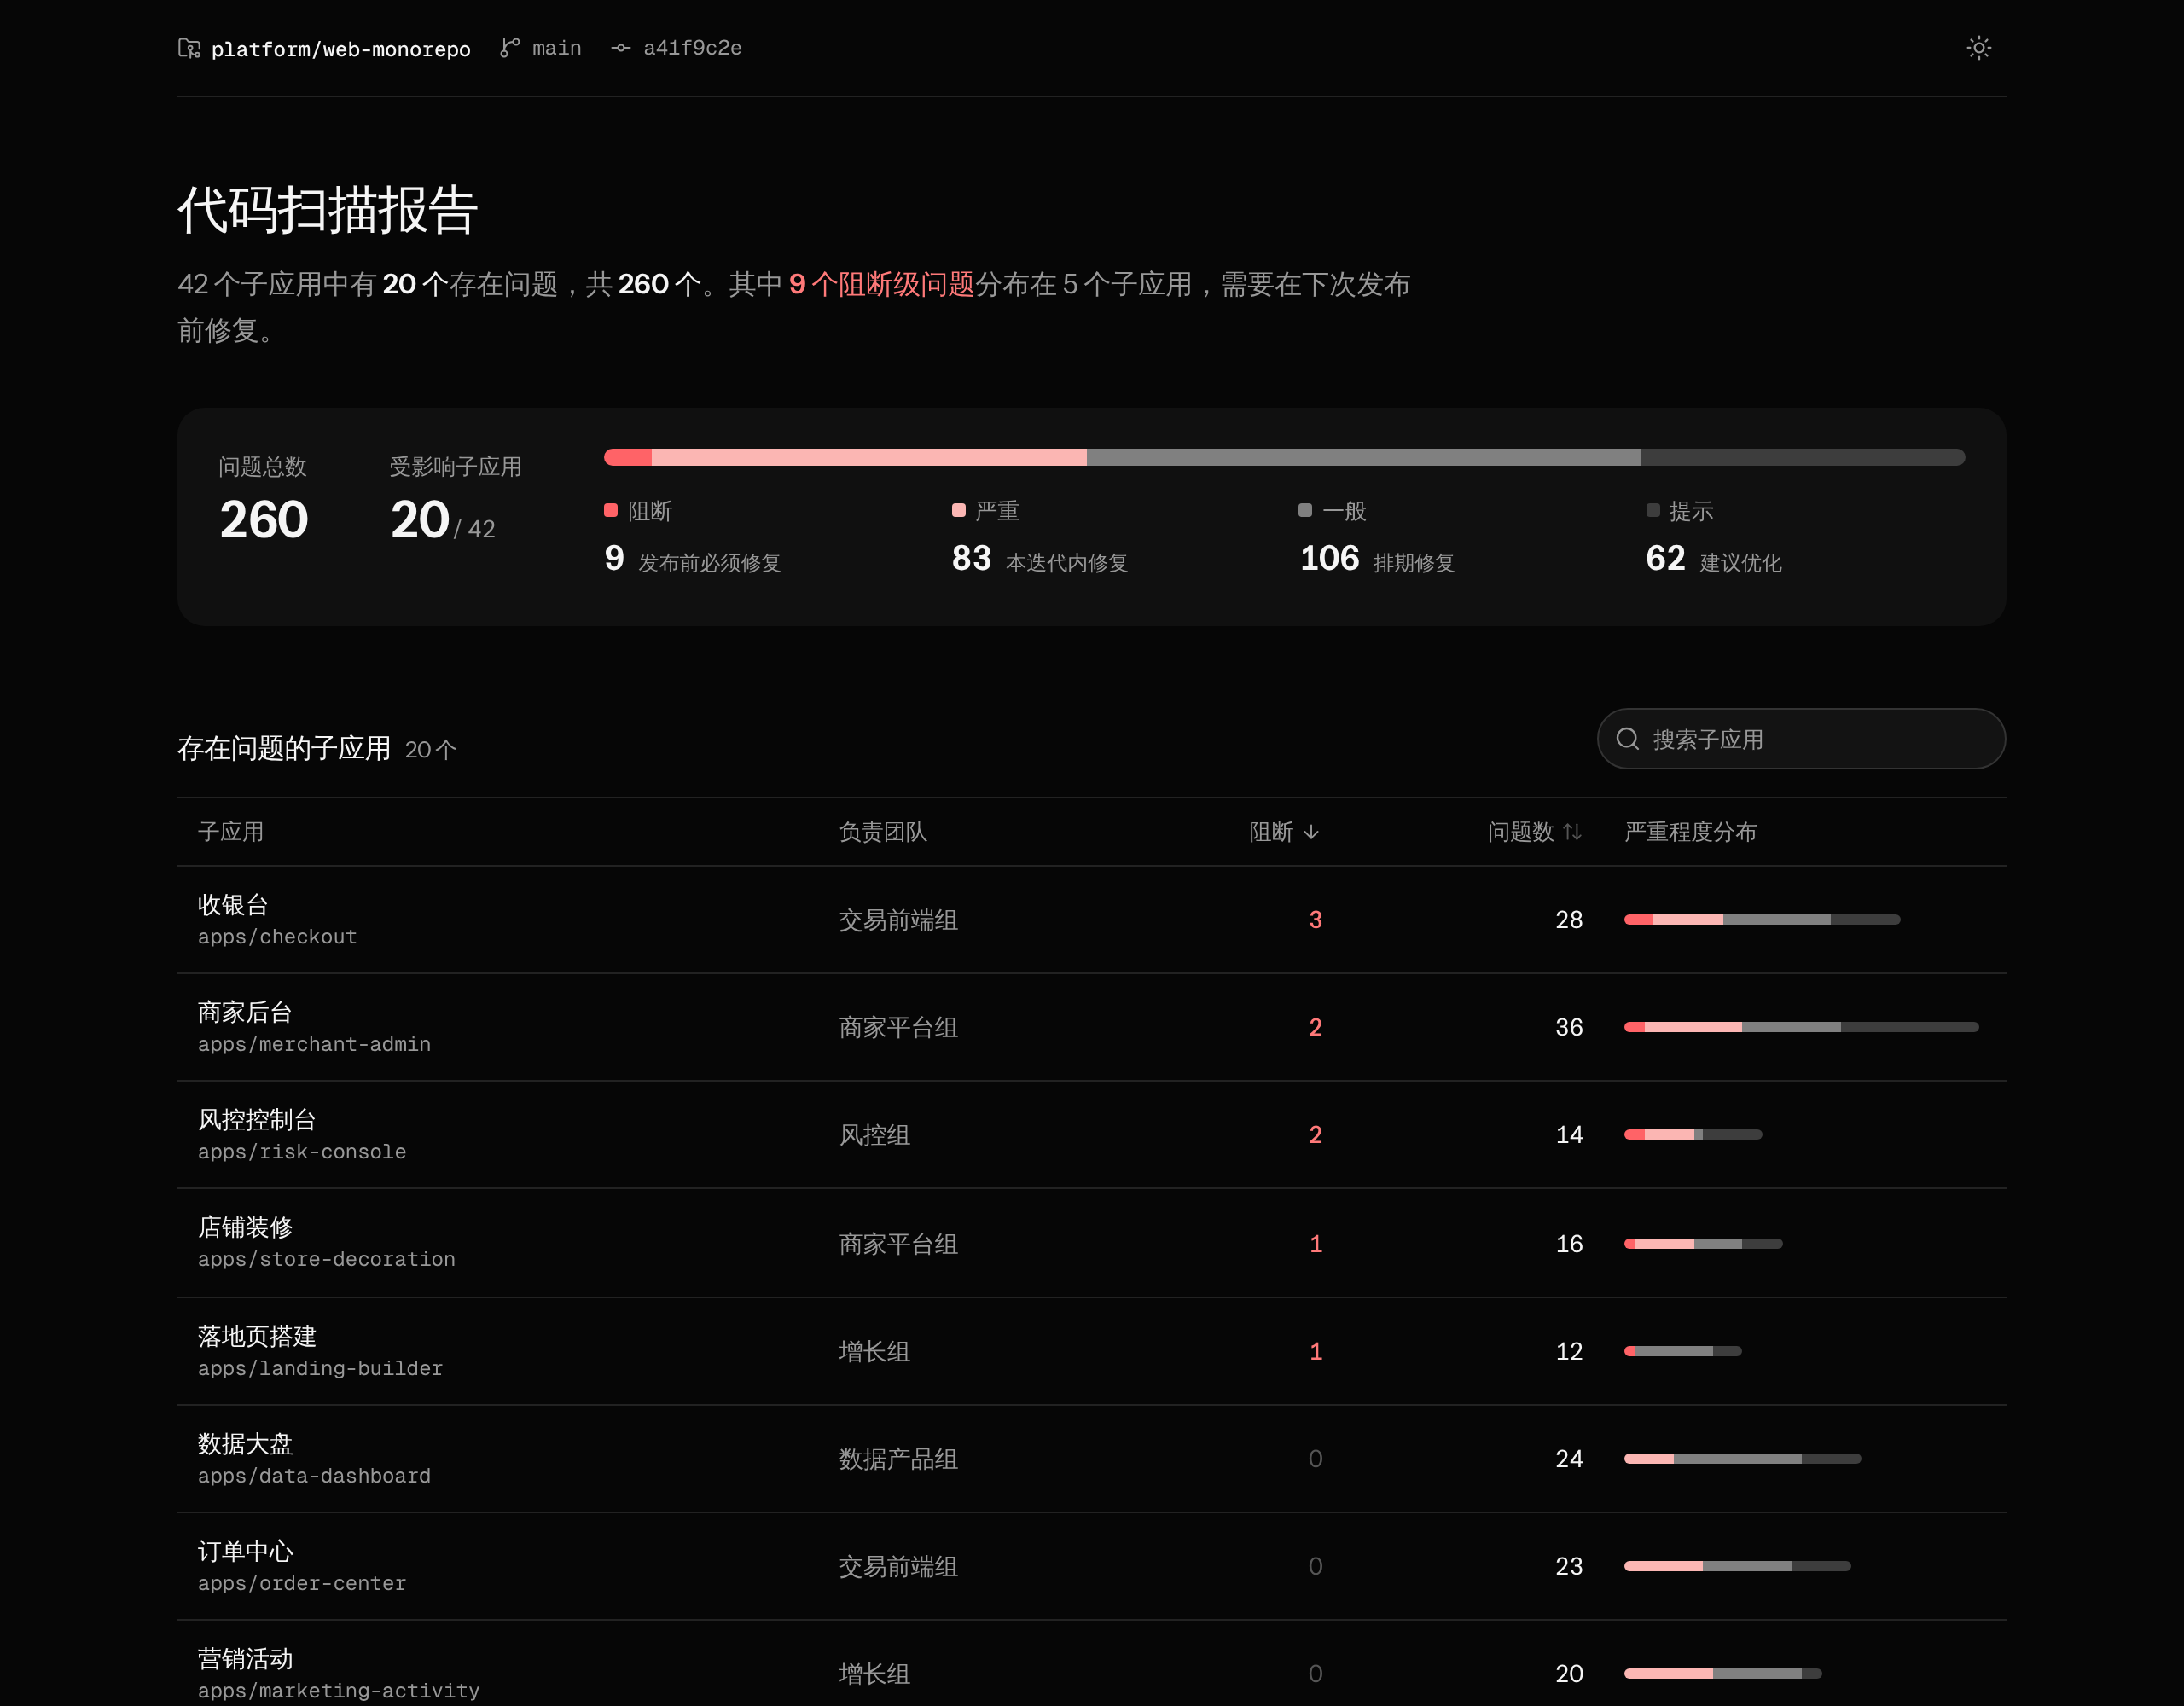 platform/web-monorepo main a41f9c2e
代码扫描报告
42 个子应用中有 20 个存在问题，共 260 个。其中 9 个阻断级问题分布在 5 个子应用，需要在下次发布
前修复。
问题总数
260
受影响子应用
20 / 42
阻断
9 发布前必须修复
严重
83 本迭代内修复
一般
106 排期修复
提示
62 建议优化
存在问题的子应用 20 个
搜索子应用
子应用 负责团队 阻断 问题数 严重程度分布
收银台
apps/checkout
交易前端组 3 28
商家后台
apps/merchant-admin
商家平台组 2 36
风控控制台
apps/risk-console
风控组 2 14
店铺装修
apps/store-decoration
商家平台组 1 16
落地页搭建
apps/landing-builder
增长组 1 12
数据大盘
apps/data-dashboard
数据产品组 0 24
订单中心
apps/order-center
交易前端组 0 23
营销活动
apps/marketing-activity
增长组 0 20